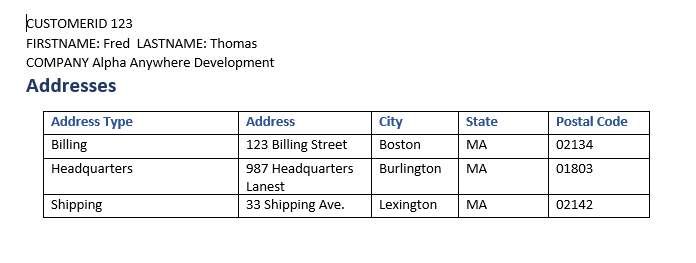 CUSTOMERID 123
FIRSTNAME: Fred  LASTNAME: Thomas
COMPANY Alpha Anywhere Development
Addresses
Address Type Address City State Postal Code
Billing 123 Billing Street Boston MA 02134
Headquarters 987 Headquarters Burlington MA 01803
Lanest
Shipping 33 Shipping Ave. Lexington MA 02142